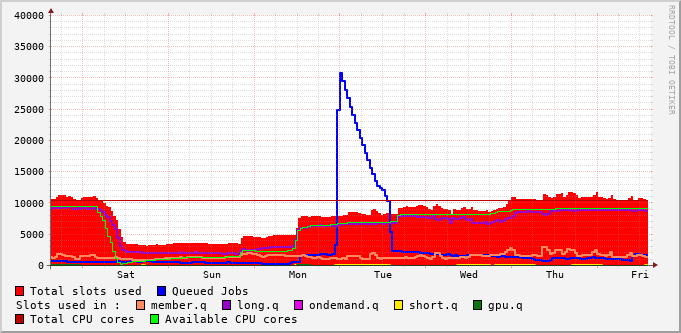 40000
35000
30000
25000
20000
15000
10000
5000
0
Sat Sun Mon Tue Wed Thu Fri
Total slots used Queued Jobs
Slots used in : member.q long.q ondemand.q short.q gpu.q
Total CPU cores Available CPU cores
RRDTOOL / TOBI OETIKER